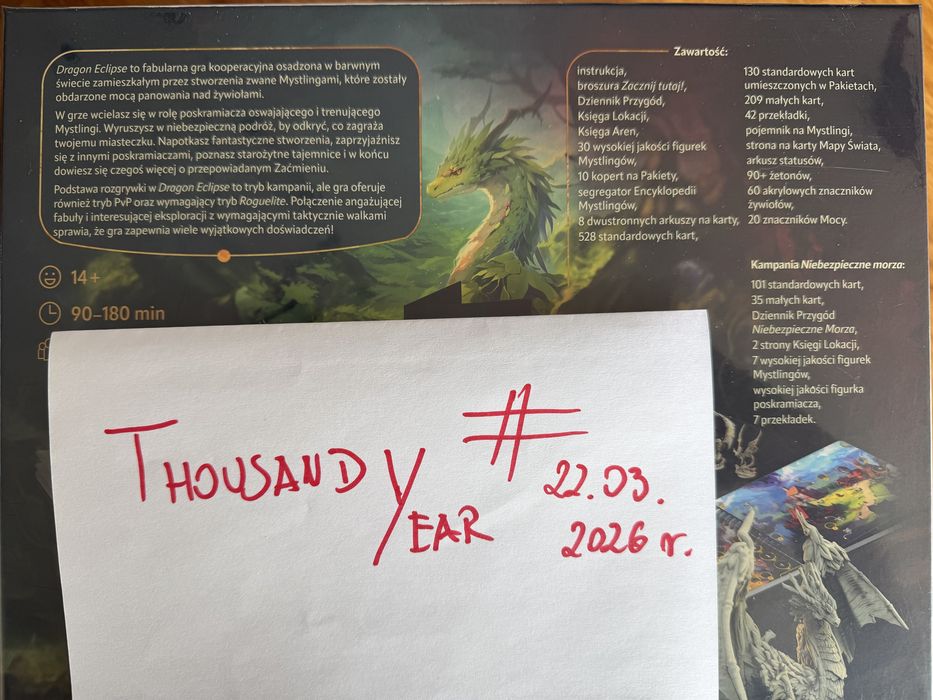 Dragon Eclipse to fabularna gra kooperacyjna osadzona w barwnym
świecie zamieszkałym przez stworzenia zwane Mystlingami, które zostały
obdarzone mocą panowania nad żywiołami.
W grze wcielasz się w rolę poskramiacza oswajającego i trenującego
Mystlingi. Wyruszysz w niebezpieczną podróż, by odkryć, co zagraża
twojemu miasteczku. Napotkasz fantastyczne stworzenia, zaprzyjaźnisz
się z innymi poskramiaczami, poznasz starożytne tajemnice i w końcu
dowiesz się czegoś więcej o przepowiadanym Zaćmieniu.
Podstawa rozgrywki w Dragon Eclipse to tryb kampanii, ale gra oferuje
również tryb PvP oraz wymagający tryb Roguelite. Połączenie angażującej
fabuły i interesującej eksploracji z wymagającymi taktycznie walkami
sprawia, że gra zapewnia wiele wyjątkowych doświadczeń!
14+
90–180 min
Zawartość:
instrukcja,
broszura Zacznij tutaj!,
Dziennik Przygód,
Księga Lokacji,
Księga Aren,
30 wysokiej jakości figurek
Mystlingów,
10 kopert na Pakiety,
segregator Encyklopedii
Mystlingów,
8 dwustronnych arkuszy na karty,
528 standardowych kart,
130 standardowych kart
umieszczonych w Pakietach,
209 małych kart,
42 przekładki,
pojemnik na Mystlingi,
strona na karty Mapy Świata,
arkusz statusów,
90+ żetonów,
60 akrylowych znaczników
żywiołów,
20 znaczników Mocy.
Kampania Niebezpieczne morza:
101 standardowych kart,
35 małych kart,
Dziennik Przygód
Niebezpieczne Morza,
2 strony Księgi Lokacji,
7 wysokiej jakości figurek
Mystlingów,
wysokiej jakości figurka
poskramiacza,
7 przekładek.
THOUSAND
YEAR
#
22.03.
2026 r.